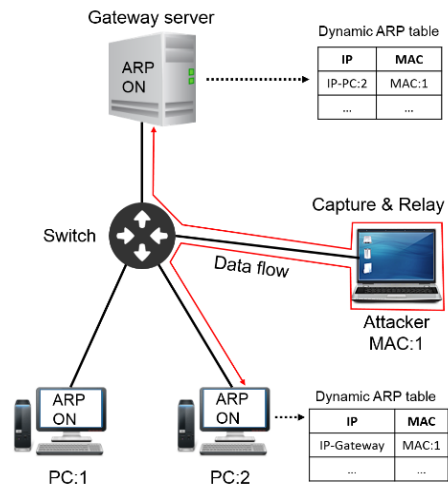 Gateway server
ARP
ON
Dynamic ARP table
IP MAC
IP-PC:2 MAC:1
... ...
Switch
Data flow
Capture & Relay
Attacker
MAC:1
ARP
ON
PC:1
ARP
ON
PC:2
Dynamic ARP table
IP MAC
IP-Gateway MAC:1
... ...